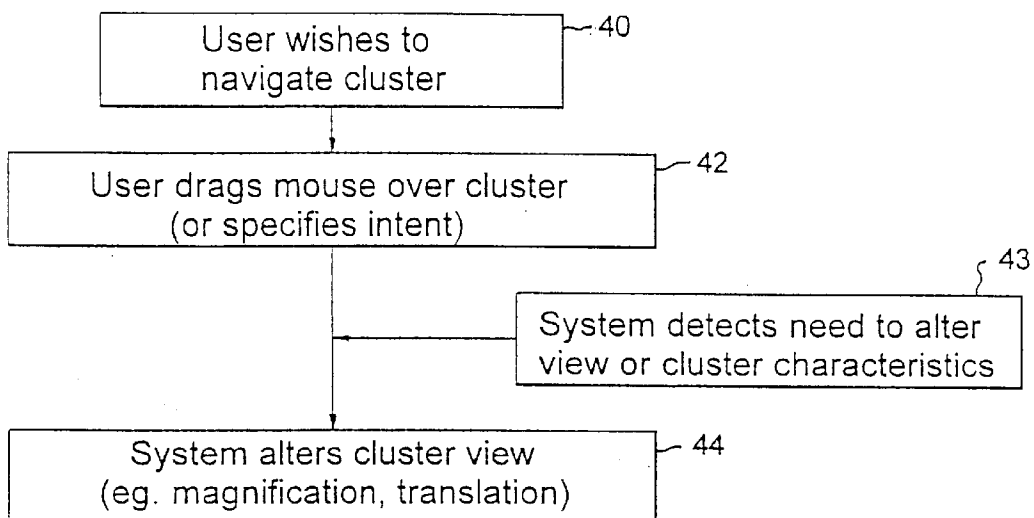 User wishes to
navigate cluster
40
User drags mouse over cluster
(or specifies intent)
42
System detects need to alter
view or cluster characteristics
43
System alters cluster view
(eg. magnification, translation)
44